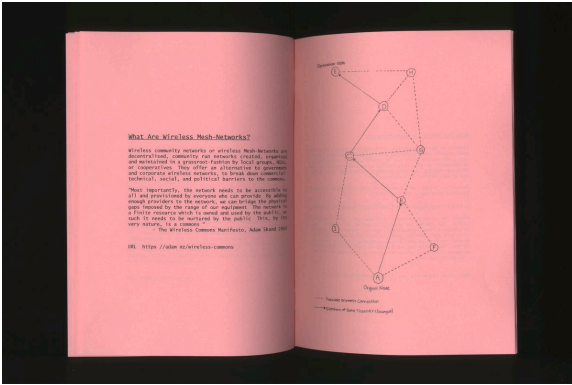 What Are Wireless Mesh-Networks?
Wireless community networks or wireless Mesh-Networks are
decentralised, community run networks created, organised
and maintained in a grassroot-fashion by local groups, NGOs,
or cooperatives. They offer an alternative to government
and corporate wireless networks, to break down commercial,
technical, social, and political barriers to the commons.
"Most importantly, the network needs to be accessible to
all and provisioned by everyone who can provide. By adding
enough providers to the network, we can bridge the physical
gaps imposed by the range of our equipment. The network is
a finite resource which is owned and used by the public,
such it needs to be nurtured by the public. This, by its
very nature, is a commons."
- The Wireless Commons Manifesto, Adam Shand
URL https //adam nz/wireless-commons
H
D
E
F
A
Origin Node